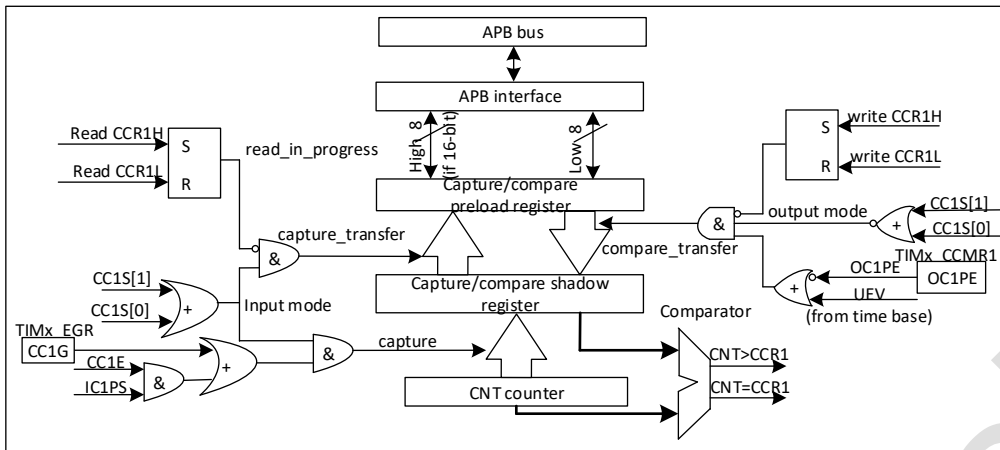 APB bus
APB interface
High 8
(if 16-bit)
Low 8
Read CCR1H
Read CCR1L
S
R
read_in_progress
write CCR1H
write CCR1L
S
R
Capture/compare
preload register
capture_transfer
&
compare_transfer
&
output mode
+
CC1S[1]
CC1S[0]
TIMx_CCMR1
OC1PE
OC1PE
+
UEV
(from time base)
CC1S[1]
CC1S[0]
+
Input mode
Capture/compare shadow
register
Comparator
TIMx_EGR
CC1G
CC1E
IC1PS
&
+
&
capture
CNT counter
CNT>CCR1
CNT=CCR1